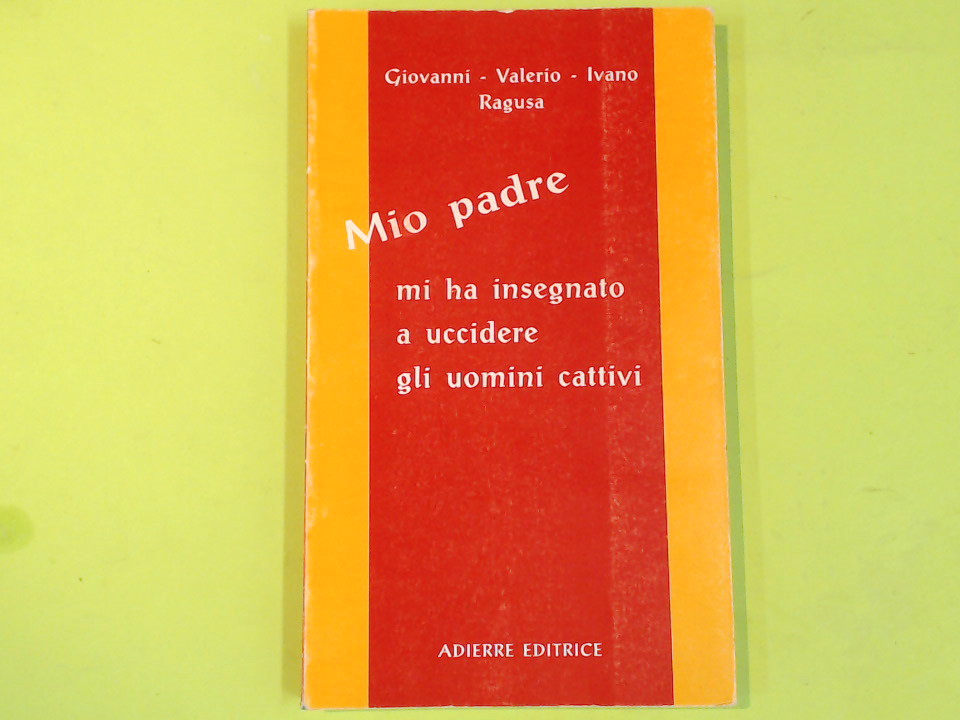 Giovanni - Valerio - Ivano
Ragusa
Mio padre
mi ha insegnato
a uccidere
gli uomini cattivi
ADIERRE EDITRICE